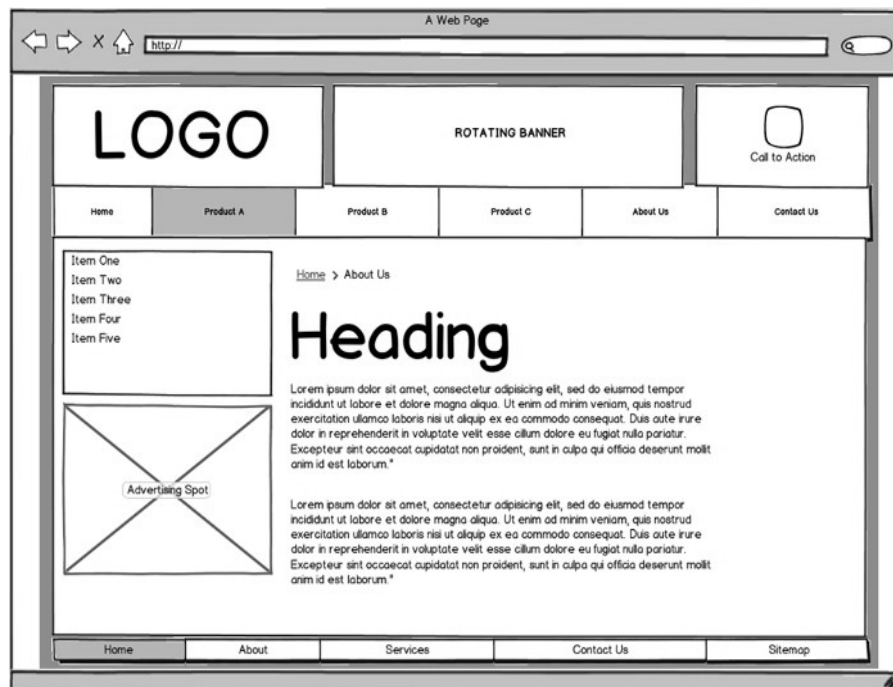 A Web Page
X
http://
LOGO
ROTATING BANNER
Call to Action
Home
Product A
Product B
Product C
About Us
Contact Us
Item One
Item Two
Item Three
Item Four
Item Five
Home > About Us
Heading
Lorem ipsum dolor sit amet, consectetur adipisicing elit, sed do eiusmod tempor
incididunt ut labore et dolore magna aliqua. Ut enim ad minim veniam, quis nostrud
exercitation ullamco laboris nisi ut aliquip ex ea commodo consequat. Duis aute irure
dolor in reprehenderit in voluptate velit esse cillum dolore eu fugiat nulla pariatur.
Excepteur sint occaecat cupidatat non proident, sunt in culpa qui officia deserunt mollit
anim id est laborum."
Advertising Spot
Lorem ipsum dolor sit amet, consectetur adipisicing elit, sed do eiusmod tempor
incididunt ut labore et dolore magna aliqua. Ut enim ad minim veniam, quis nostrud
exercitation ullamco laboris nisi ut aliquip ex ea commodo consequat. Duis aute irure
dolor in reprehenderit in voluptate velit esse cillum dolore eu fugiat nulla pariatur.
Excepteur sint occaecat cupidatat non proident, sunt in culpa qui officia deserunt mollit
anim id est laborum."
Home
About
Services
Contact Us
Sitemap